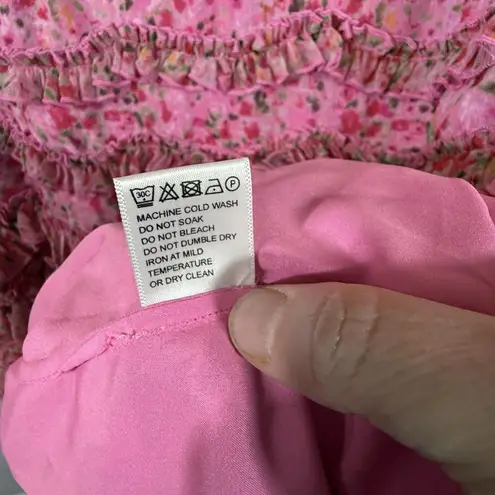 30C P
MACHINE COLD WASH
DO NOT SOAK
DO NOT BLEACH
DO NOT DUMBLE DRY
IRON AT MILD
TEMPERATURE
OR DRY CLEAN